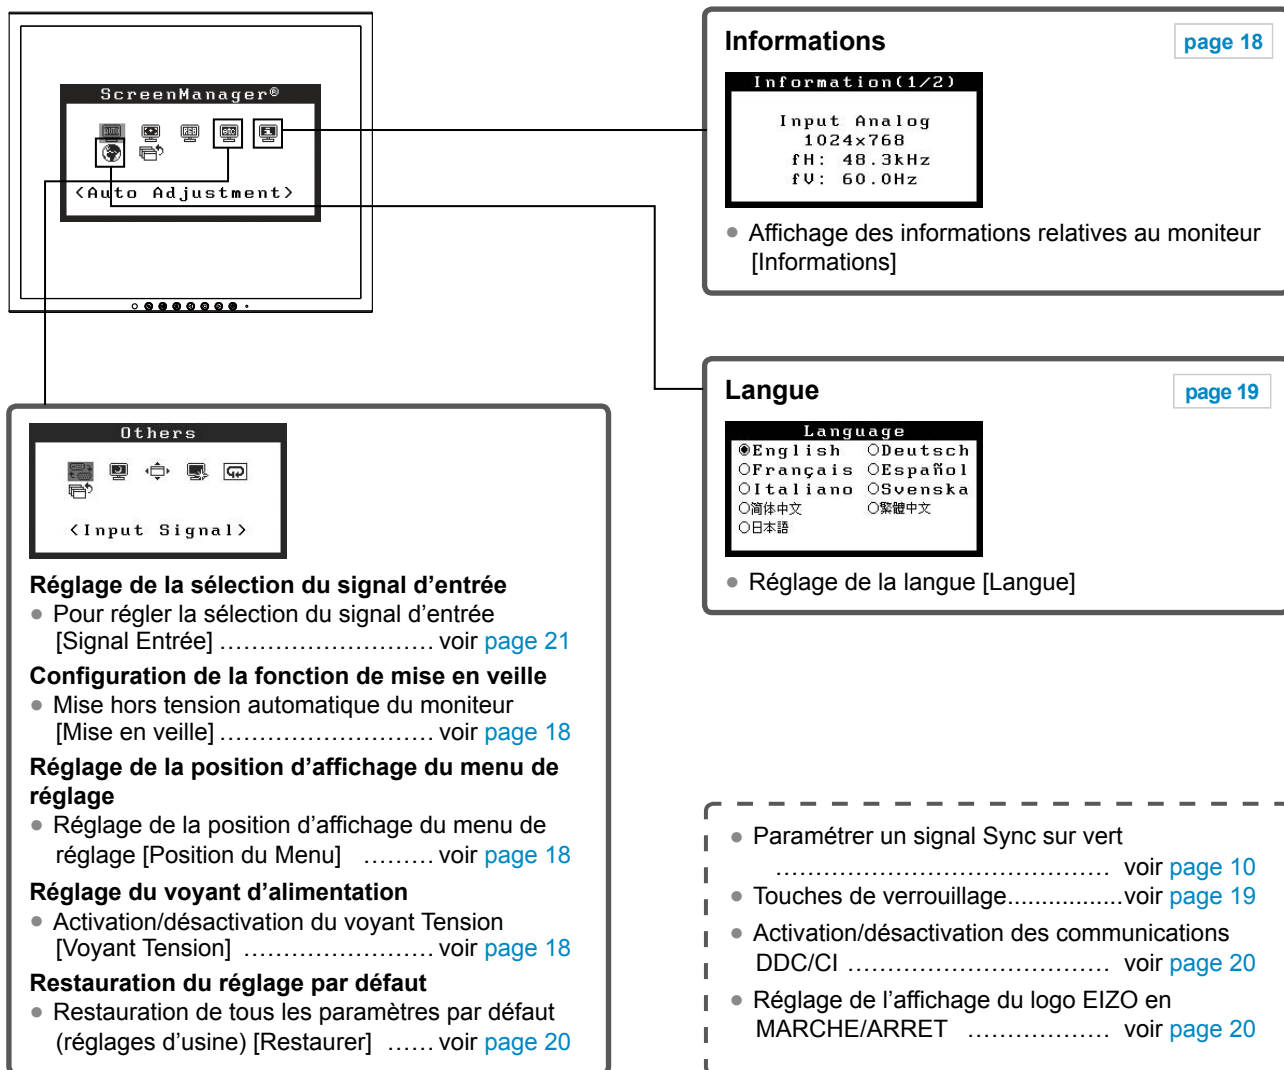 ScreenManager®
AUTO RGB etc
<Auto Adjustment>
Informations
page 18
Information(1/2)
Input Analog
1024x768
fH: 48.3kHz
fV: 60.0Hz
• Affichage des informations relatives au moniteur
[Informations]
Langue
page 19
Language
English Deutsch
Français Español
Italiano Svenska
简体中文 繁體中文
日本語
• Réglage de la langue [Langue]
Others
<Input Signal>
Réglage de la sélection du signal d’entrée
• Pour régler la sélection du signal d’entrée
[Signal Entrée] ……………………… voir page 21
Configuration de la fonction de mise en veille
• Mise hors tension automatique du moniteur
[Mise en veille] ……………………… voir page 18
Réglage de la position d’affichage du menu de
réglage
• Réglage de la position d’affichage du menu de
réglage [Position du Menu] ……… voir page 18
Réglage du voyant d’alimentation
• Activation/désactivation du voyant Tension
[Voyant Tension] …………………… voir page 18
Restauration du réglage par défaut
• Restauration de tous les paramètres par défaut
(réglages d’usine) [Restaurer] …… voir page 20
• Paramétrer un signal Sync sur vert
…………………………………… voir page 10
• Touches de verrouillage.................voir page 19
• Activation/désactivation des communications
DDC/CI …………………………… voir page 20
• Réglage de l’affichage du logo EIZO en
MARCHE/ARRET ……………… voir page 20